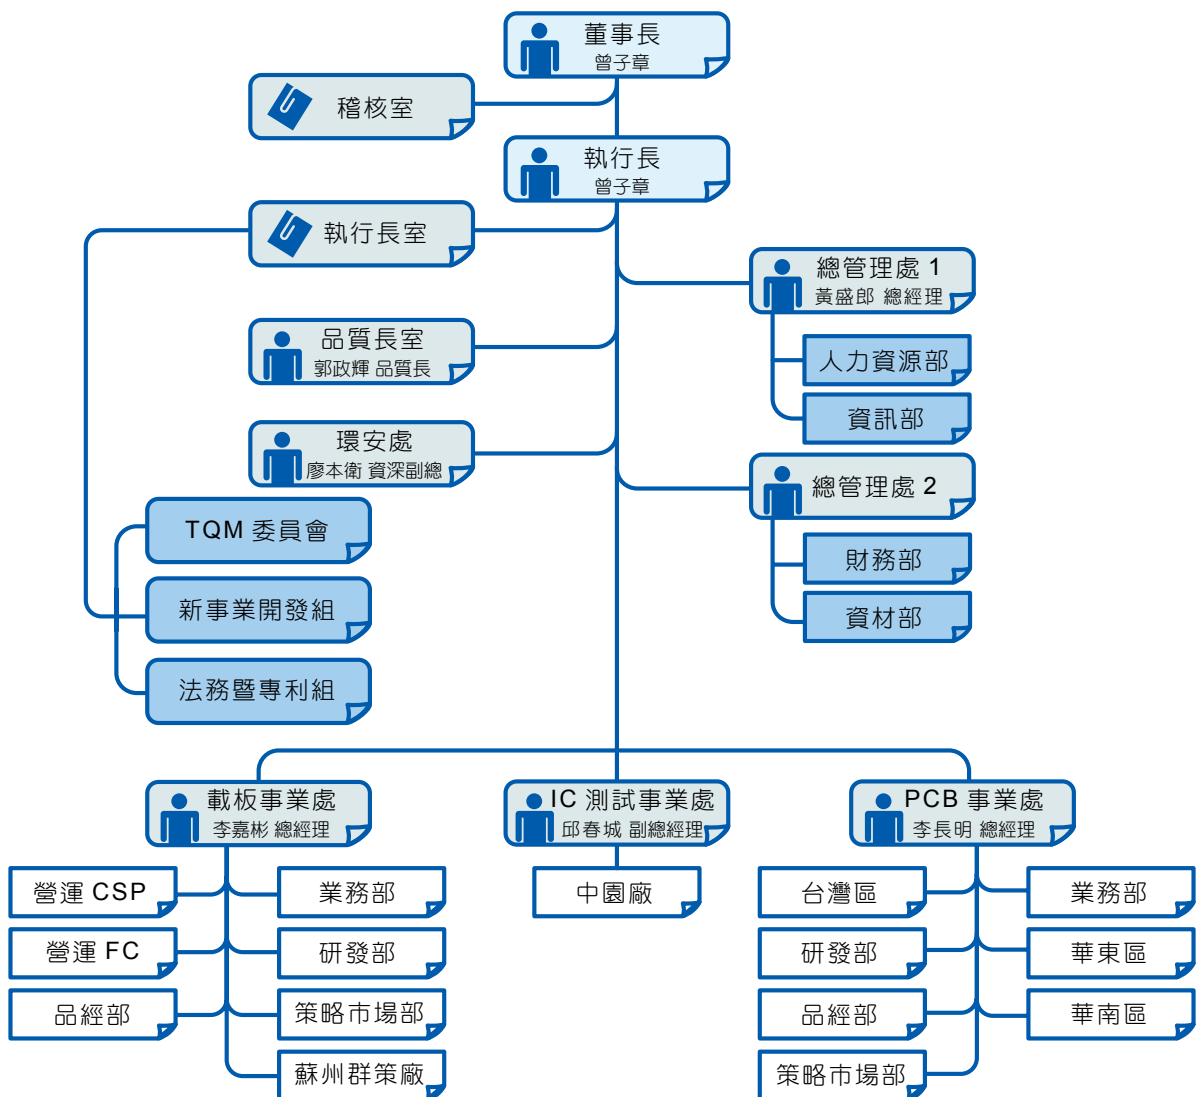 董事長
曾子章
稽核室
執行長
曾子章
執行長室
總管理處 1
黃盛郎 總經理
品質長室
郭政輝 品質長
人力資源部
資訊部
環安處
廖本衛 資深副總
總管理處 2
TQM 委員會
財務部
新事業開發組
資材部
法務暨專利組
載板事業處
李嘉彬 總經理
IC 測試事業處
邱春城 副總經理
PCB 事業處
李長明 總經理
營運 CSP
業務部
中園廠
台灣區
業務部
營運 FC
研發部
研發部
華東區
品經部
策略市場部
品經部
華南區
蘇州群策廠
策略市場部